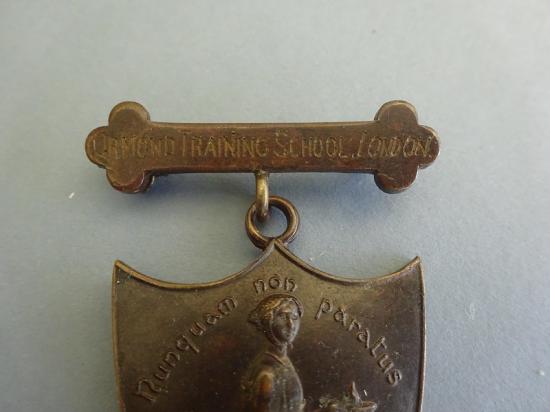 ORMOND TRAINING SCHOOL, LONDON
Nunquam non paratus